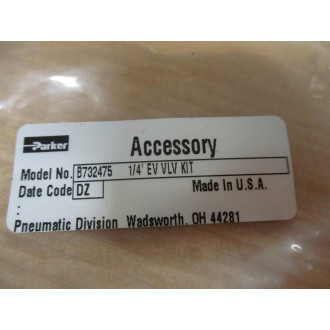 Parker
Accessory
Model No. B732475 1/4' EV VLV KIT
Date Code DZ Made in U.S.A.
:
Pneumatic Division Wadsworth, OH 44281